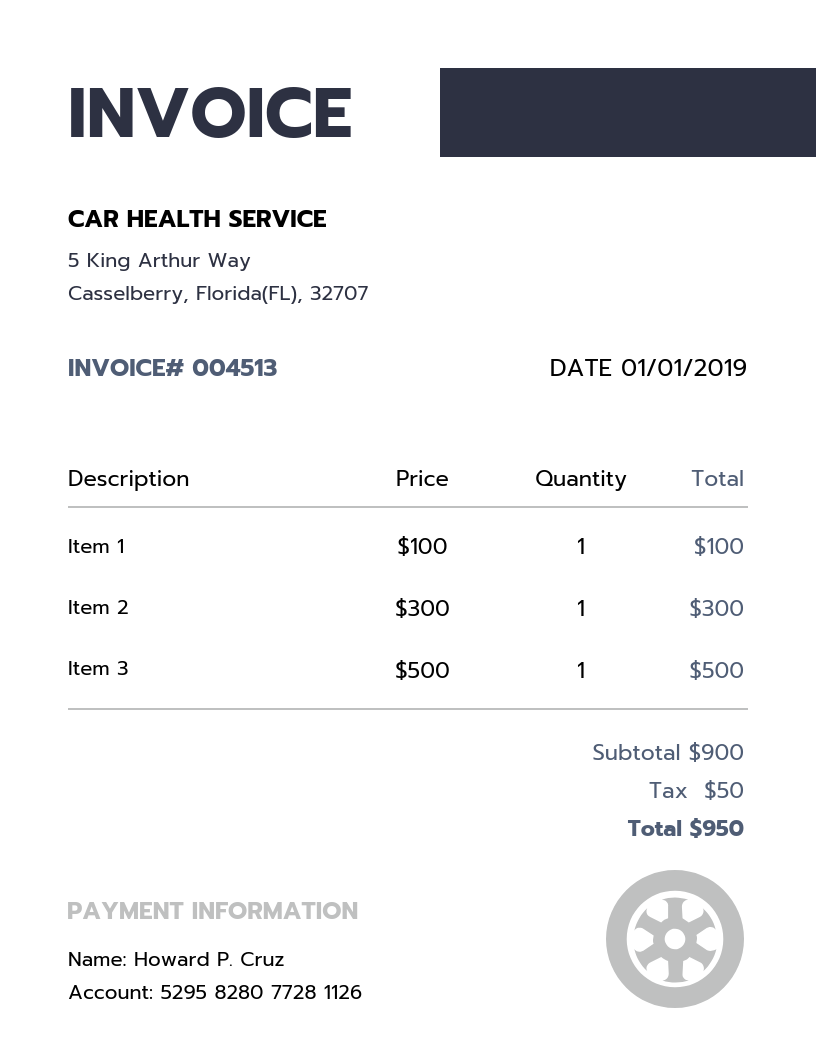 INVOICE
CAR HEALTH SERVICE
5 King Arthur Way
Casselberry, Florida(FL), 32707
INVOICE# 004513 DATE 01/01/2019
Description Price Quantity Total
Item 1 $100 1 $100
Item 2 $300 1 $300
Item 3 $500 1 $500
Subtotal $900
Tax $50
Total $950
PAYMENT INFORMATION
Name: Howard P. Cruz
Account: 5295 8280 7728 1126